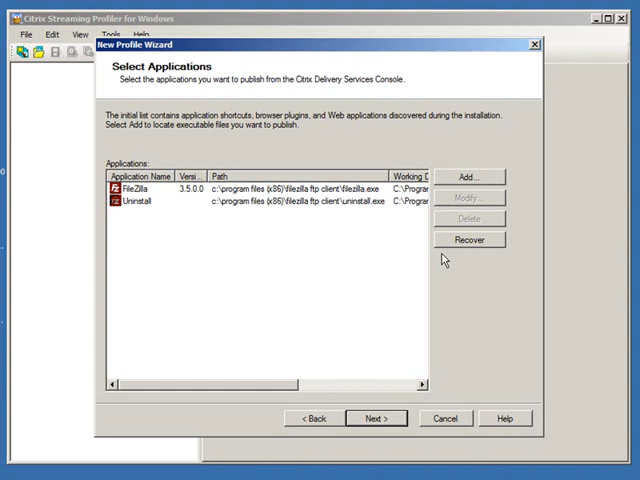 Citrix Streaming Profiler for Windows
File Edit View Tools Help
New Profile Wizard
Select Applications
Select the applications you want to publish from the Citrix Delivery Services Console.
The initial list contains application shortcuts, browser plugins, and Web applications discovered during the installation.
Select Add to locate executable files you want to publish.
Applications:
Application Name Versi... Path Working D
FileZilla 3.5.0.0 c:\program files (x86)\filezilla ftp client\filezilla.exe C:\Progran
Uninstall c:\program files (x86)\filezilla ftp client\uninstall.exe C:\Progran
Add...
Modify...
Delete
Recover
< Back Next > Cancel Help